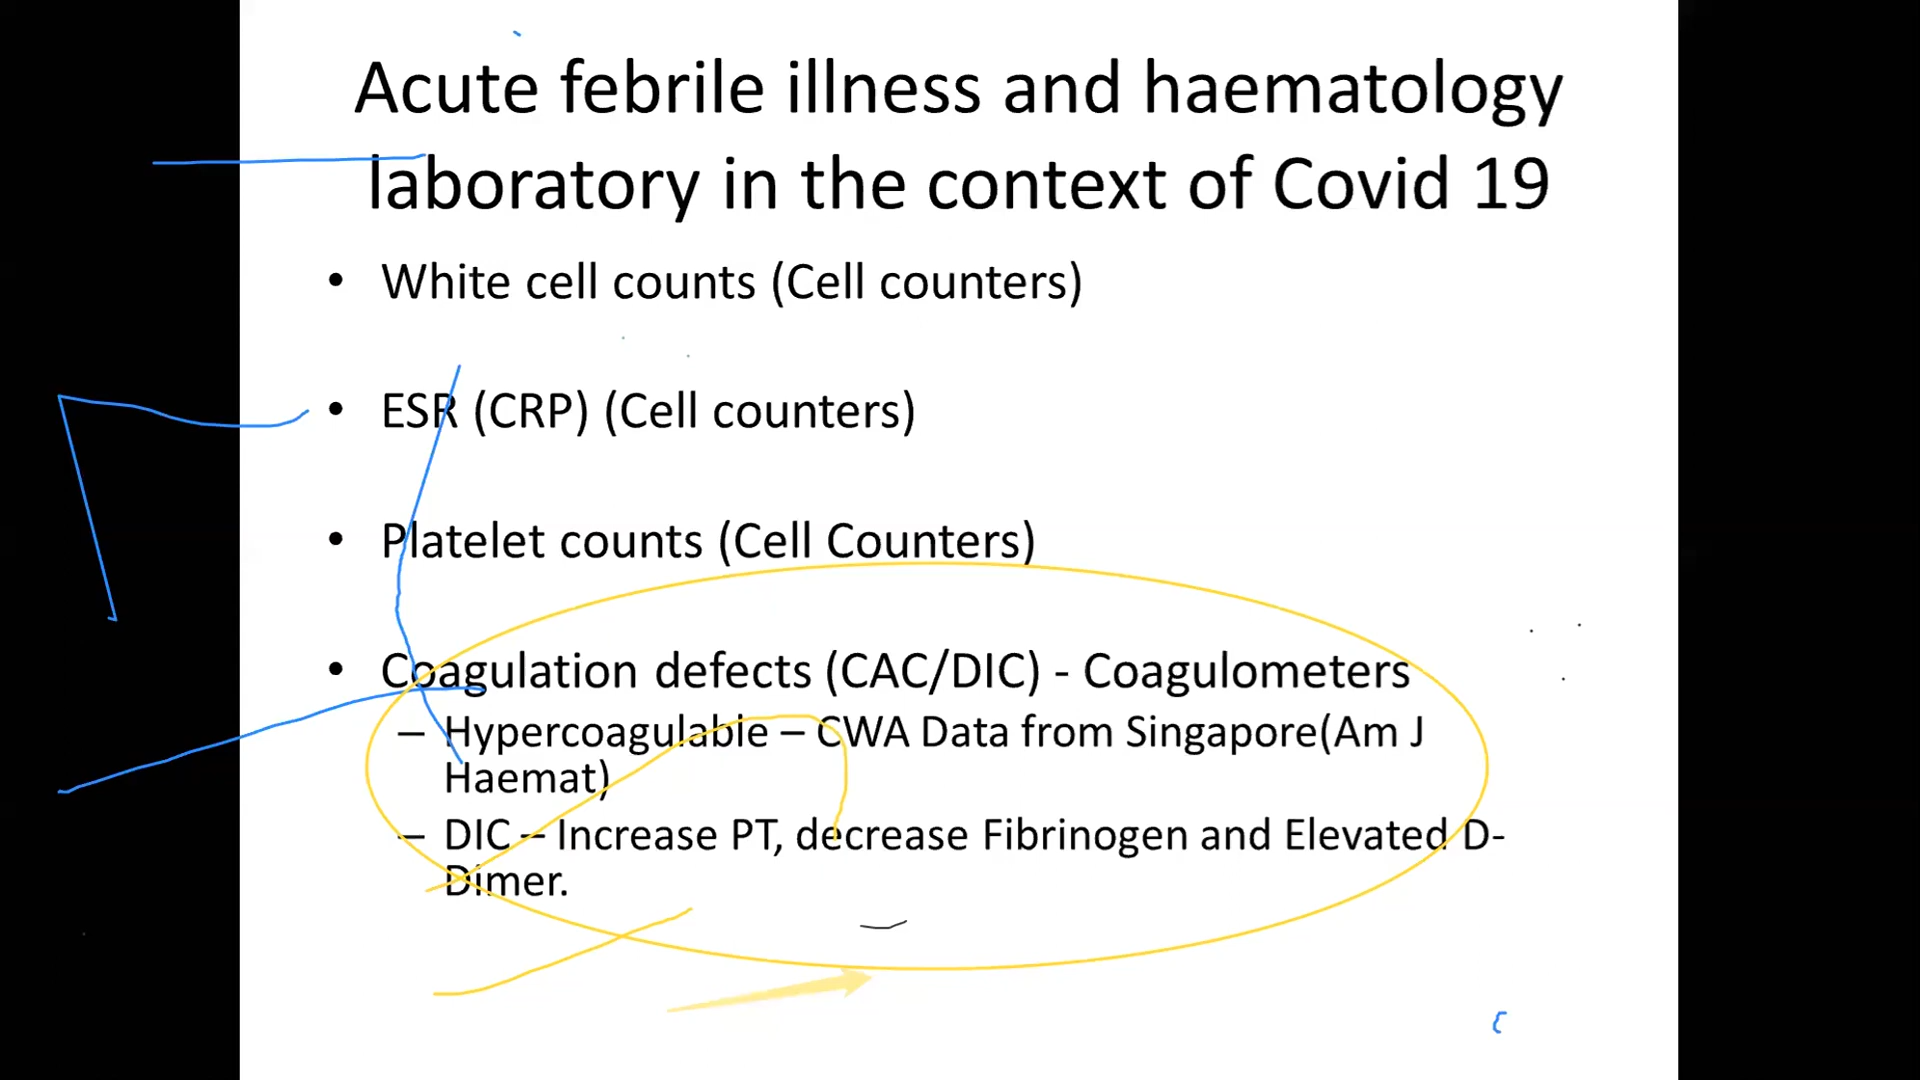 Acute febrile illness and haematology
laboratory in the context of Covid 19
• White cell counts (Cell counters)
• ESR (CRP) (Cell counters)
• Platelet counts (Cell Counters)
• Coagulation defects (CAC/DIC) - Coagulometers
– Hypercoagulable – CWA Data from Singapore(Am J
Haemat)
– DIC – Increase PT, decrease Fibrinogen and Elevated D-
Dimer.